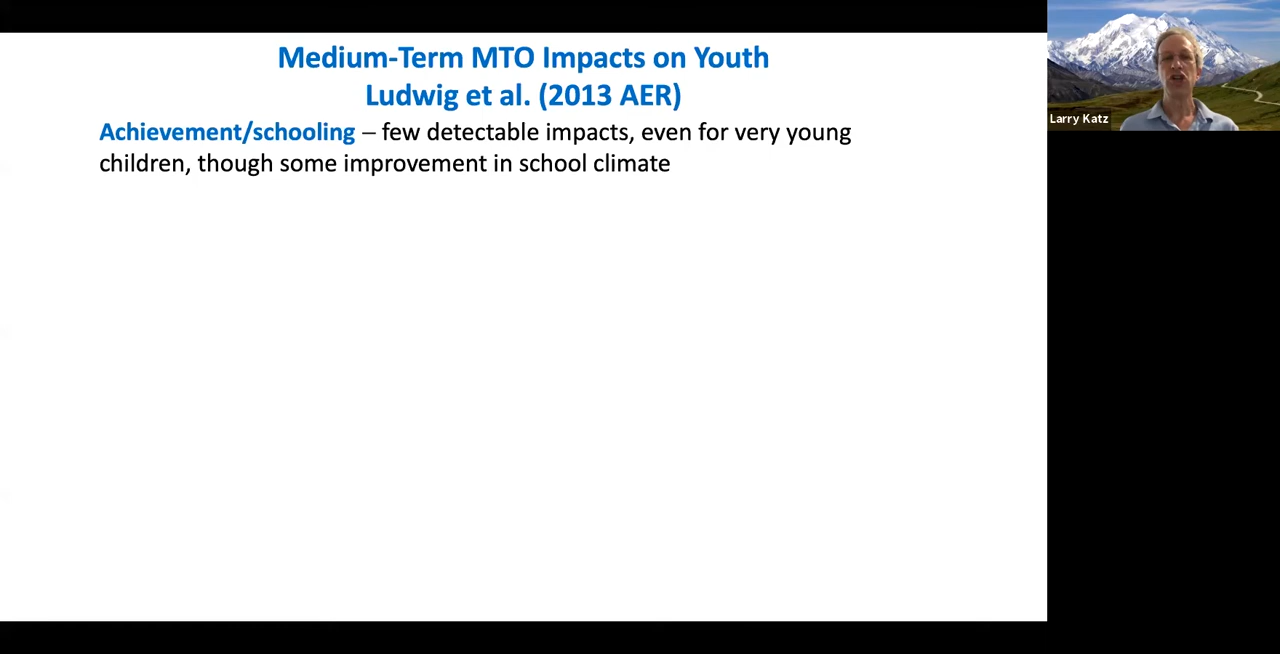 Medium-Term MTO Impacts on Youth
Ludwig et al. (2013 AER)
Achievement/schooling – few detectable impacts, even for very young
children, though some improvement in school climate
Larry Katz